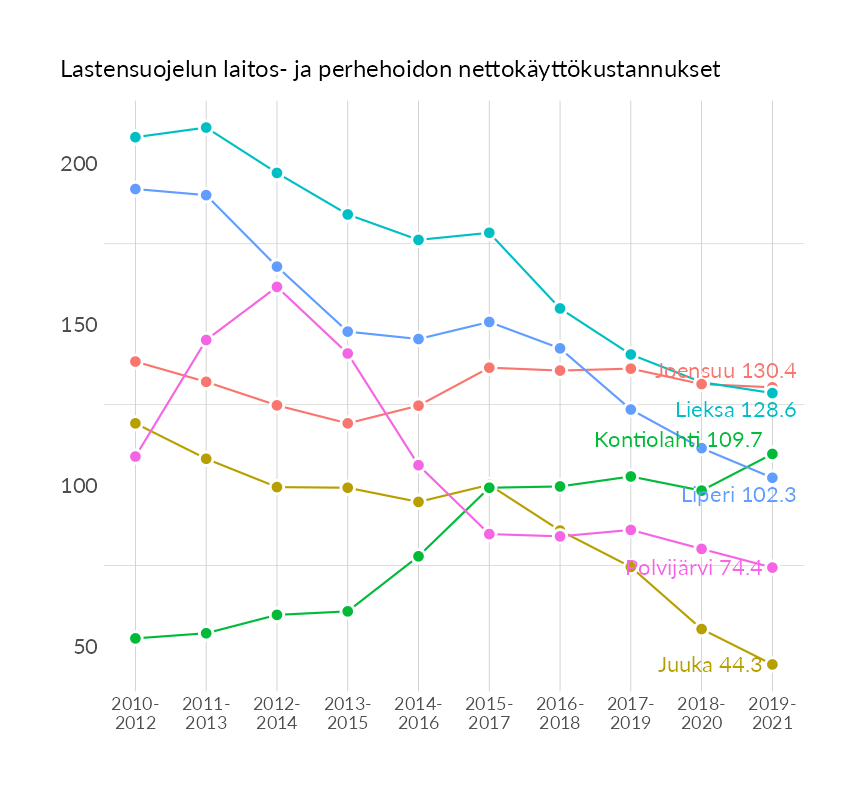 Lastensuojelun laitos- ja perhehoidon nettokäyttökustannukset
200
150
100
50
Joensuu 130.4
Lieksa 128.6
Kontiolahti 109.7
Liperi 102.3
Polvijärvi 74.4
Juuka 44.3
2010- 2011- 2012- 2013- 2014- 2015- 2016- 2017- 2018- 2019-
2012 2013 2014 2015 2016 2017 2018 2019 2020 2021